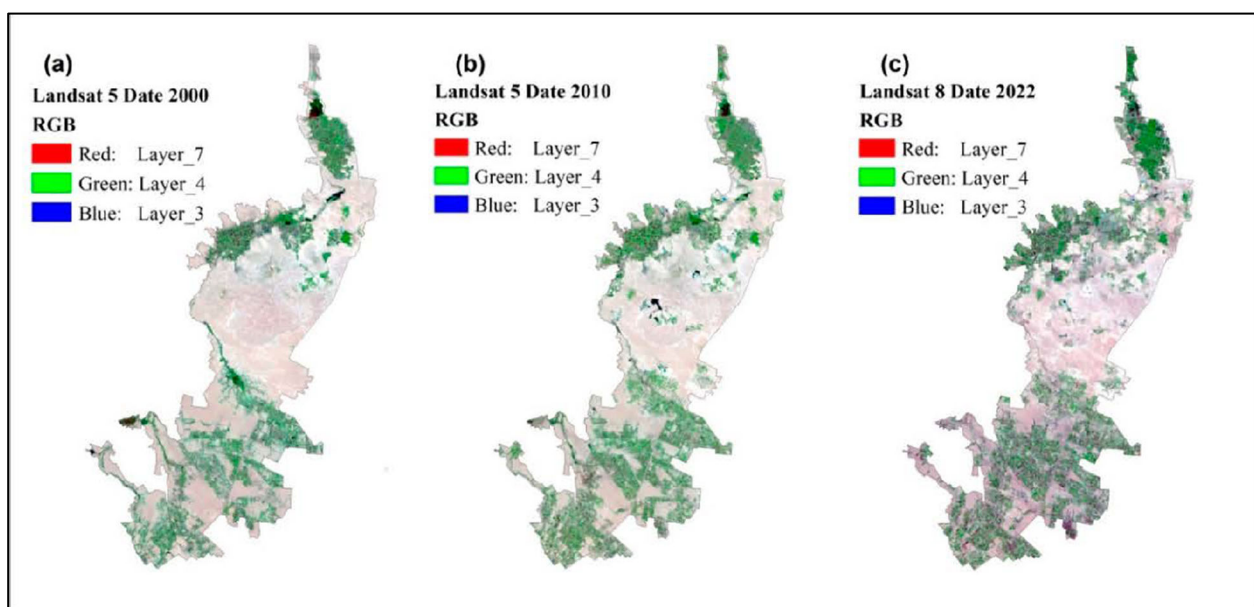 (a)
Landsat 5 Date 2000
RGB
Red: Layer_7
Green: Layer_4
Blue: Layer_3
(b)
Landsat 5 Date 2010
RGB
Red: Layer_7
Green: Layer_4
Blue: Layer_3
(c)
Landsat 8 Date 2022
RGB
Red: Layer_7
Green: Layer_4
Blue: Layer_3